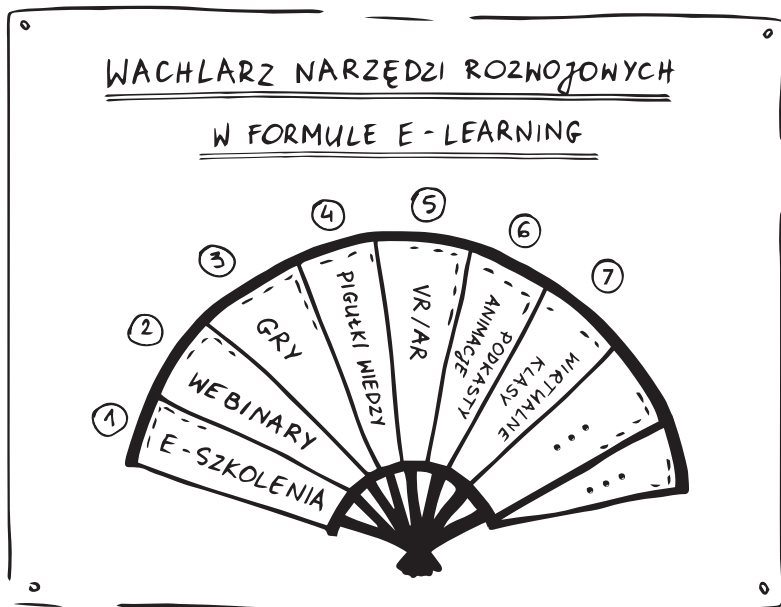 WACHLARZ NARZĘDZI ROZWOJOWYCH
W FORMULE E-LEARNING
1
E-SZKOLENIA
2
WEBINARY
3
GRY
4
PIGUŁKI WIEDZY
5
VR/AR
6
PODKASTY
ANIMACJE
7
WIRTUALNE
KLASY
...
...